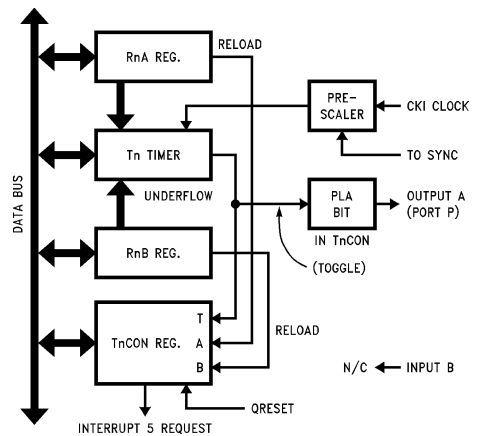 RnA REG.
RELOAD
PRE-
SCALER
CKI CLOCK
Tn TIMER
TO SYNC
UNDERFLOW
PLA
BIT
OUTPUT A
(PORT P)
IN TnCON
DATA BUS
RnB REG.
(TOGGLE)
T
RELOAD
TnCON REG.
A
B
N/C
INPUT B
QRESET
INTERRUPT 5 REQUEST